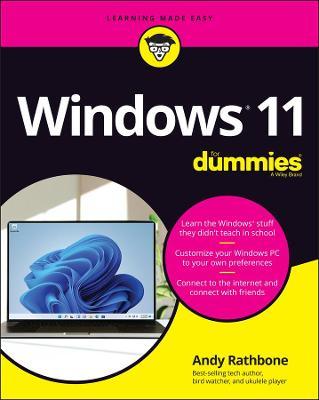 LEARNING MADE EASY
Windows® 11
for
dummies®
A Wiley Brand
Learn the Windows® stuff
they didn't teach in school
Customize your Windows PC
to your own preferences
Connect to the internet and
connect with friends
Andy Rathbone
Best-selling tech author,
bird watcher, and ukulele player